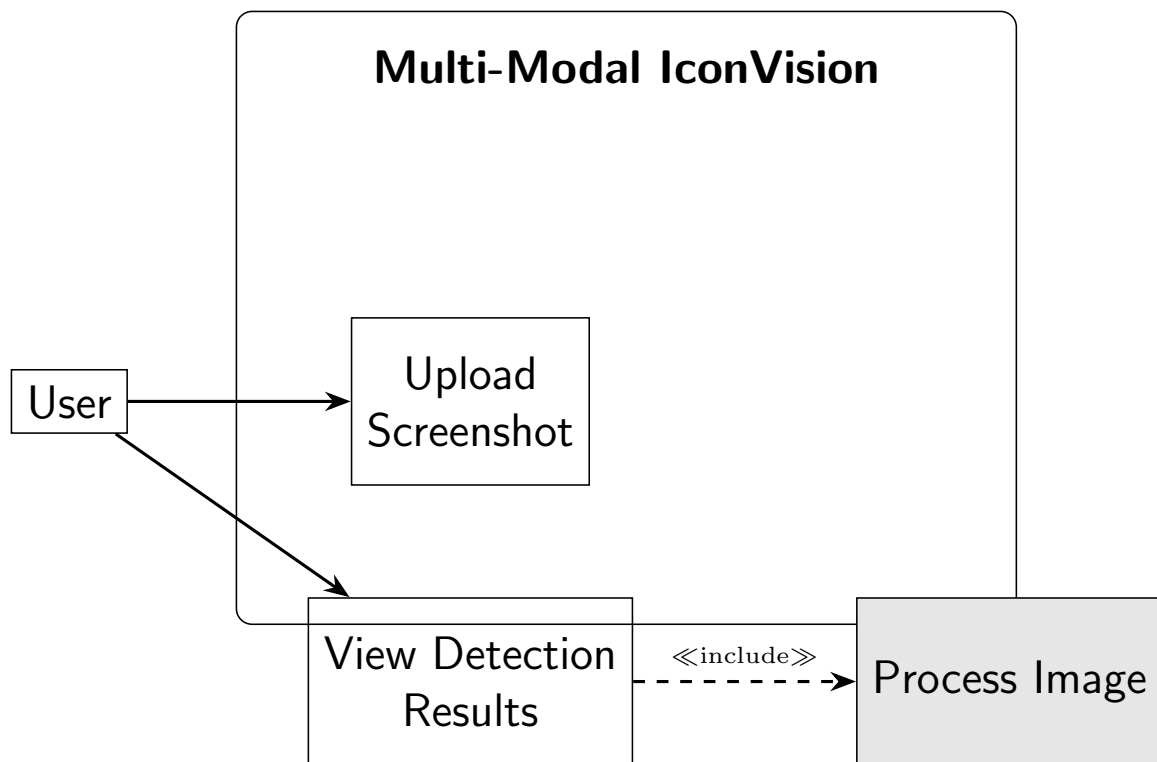 Multi-Modal IconVision
Upload
Screenshot
User
View Detection
Results
≪include≫
Process Image